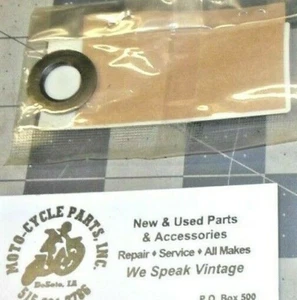 MOTO-CYCLE PARTS, INC.
DeSoto, IA
New & Used Parts
& Accessories
Repair ♦ Service ♦ All Makes
We Speak Vintage
P.O. Box 500